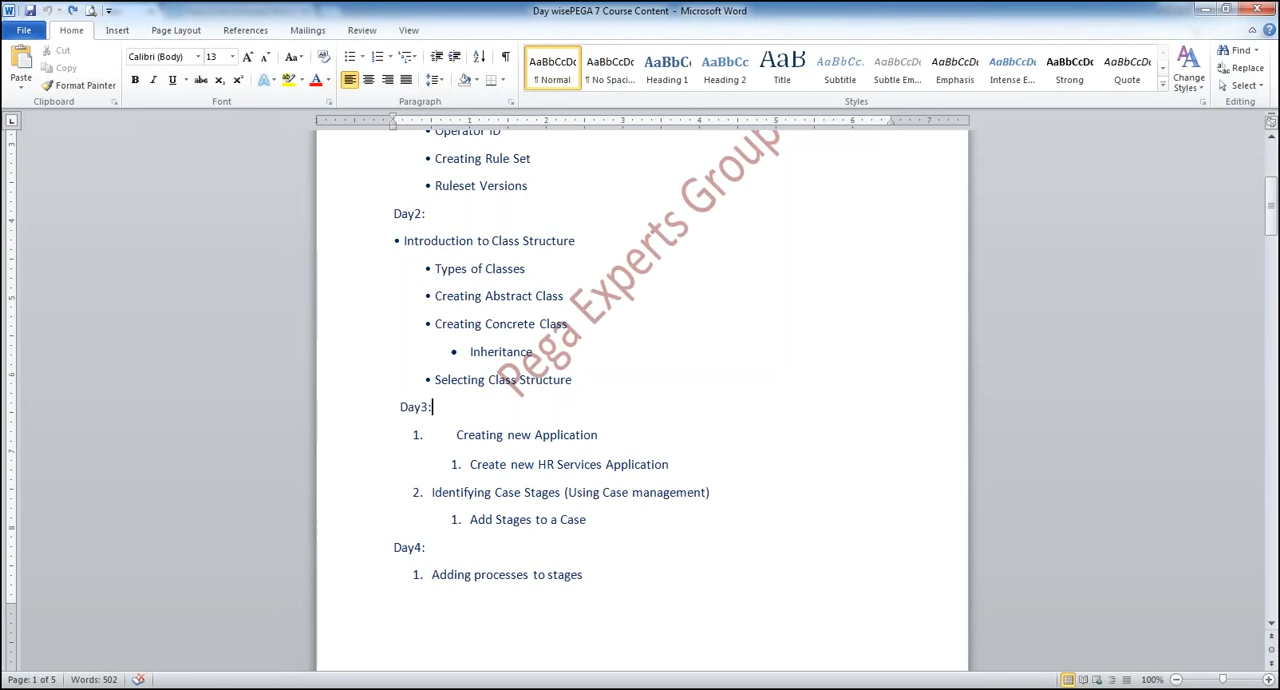 Day wisePEGA 7 Course Content - Microsoft Word
File Home Insert Page Layout References Mailings Review View
Cut
Copy
Format Painter
Paste
Clipboard
Calibri (Body) 13
Font
Paragraph
AaBbCcDc AaBbCcDc AaBbC AaBbCc AaB AaBbCc. AaBbCcDc AaBbCcDc AaBbCcDc AaBbCcDc AaBbCcDc
¶ Normal ¶ No Spaci... Heading 1 Heading 2 Title Subtitle Subtle Em... Emphasis Intense E... Strong Quote
Styles
Change Styles
Find
Replace
Select
Editing
• Operator ID
• Creating Rule Set
• Ruleset Versions
Day2:
• Introduction to Class Structure
• Types of Classes
• Creating Abstract Class
• Creating Concrete Class
• Inheritance
• Selecting Class Structure
Day3:
1. Creating new Application
1. Create new HR Services Application
2. Identifying Case Stages (Using Case management)
1. Add Stages to a Case
Day4:
1. Adding processes to stages
Pega Experts Group
Page: 1 of 5 Words: 502 100%